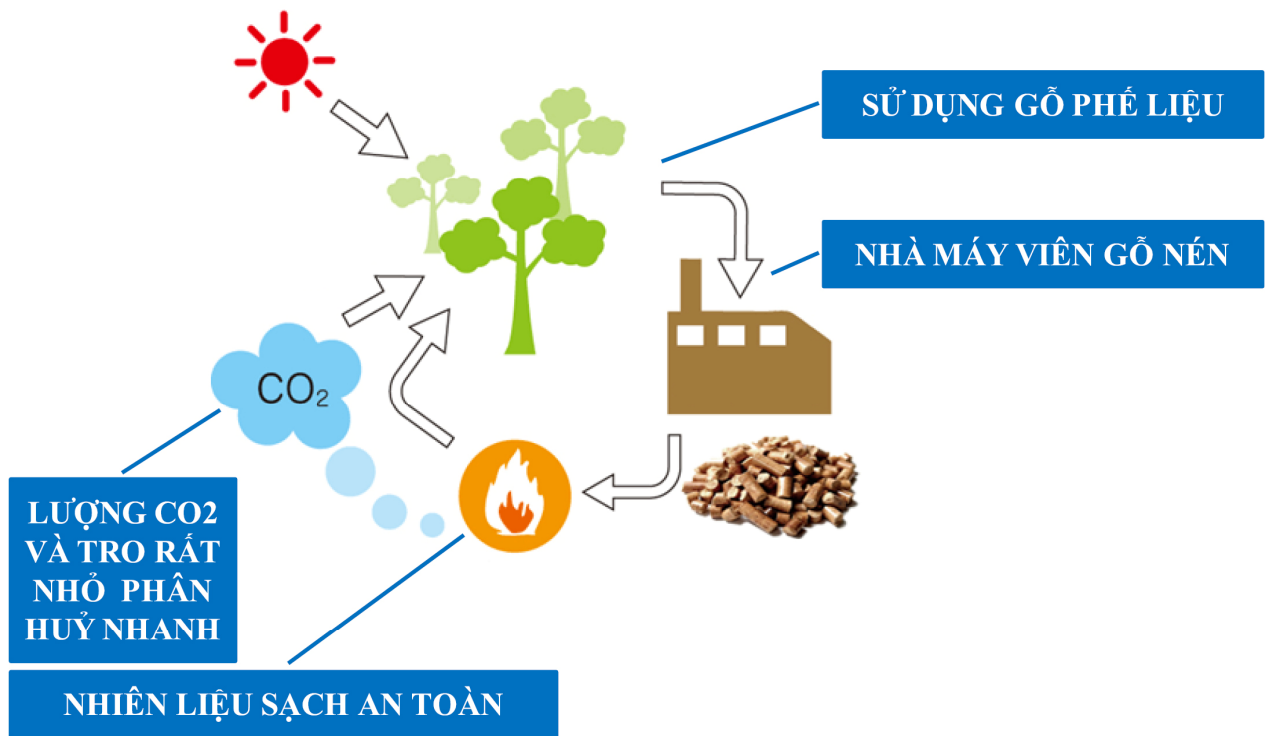 SỬ DỤNG GỖ PHẾ LIỆU
NHÀ MÁY VIÊN GỖ NÉN
CO₂
LƯỢNG CO2
VÀ TRO RẤT
NHỎ PHÂN
HUỶ NHANH
NHIÊN LIỆU SẠCH AN TOÀN